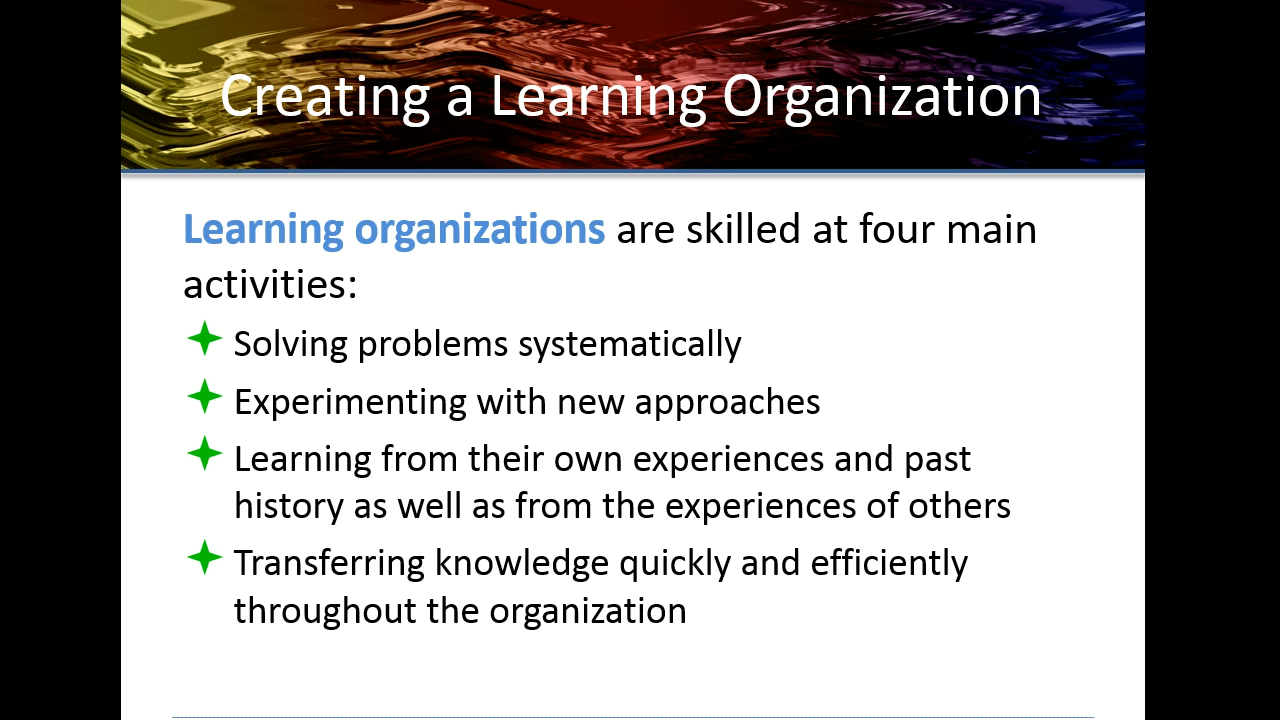 Creating a Learning Organization
Learning organizations are skilled at four main
activities:
Solving problems systematically
Experimenting with new approaches
Learning from their own experiences and past
history as well as from the experiences of others
Transferring knowledge quickly and efficiently
throughout the organization